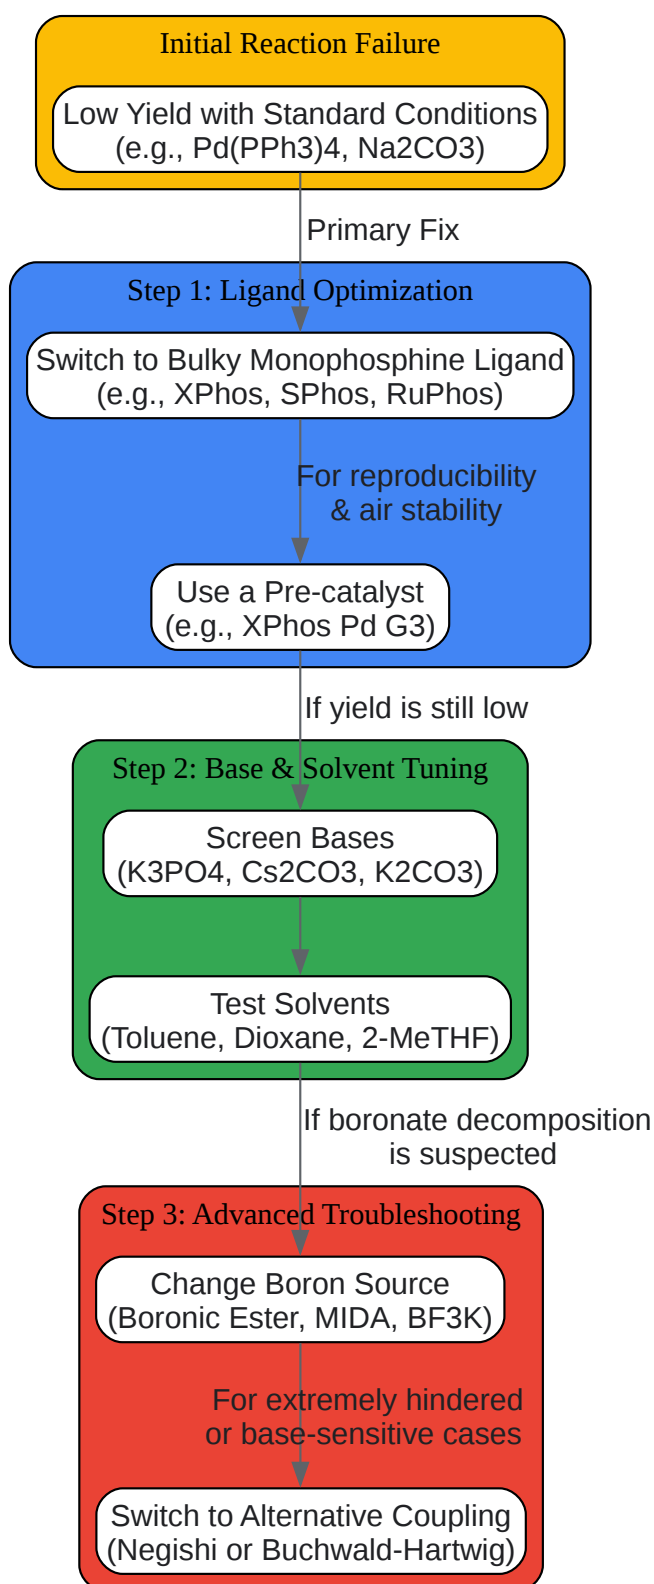 Initial Reaction Failure
Low Yield with Standard Conditions
(e.g., Pd(PPh3)4, Na2CO3)
Primary Fix
Step 1: Ligand Optimization
Switch to Bulky Monophosphine Ligand
(e.g., XPhos, SPhos, RuPhos)
For reproducibility
& air stability
Use a Pre-catalyst
(e.g., XPhos Pd G3)
If yield is still low
Step 2: Base & Solvent Tuning
Screen Bases
(K3PO4, Cs2CO3, K2CO3)
Test Solvents
(Toluene, Dioxane, 2-MeTHF)
If boronate decomposition
is suspected
Step 3: Advanced Troubleshooting
Change Boron Source
(Boronic Ester, MIDA, BF3K)
For extremely hindered
or base-sensitive cases
Switch to Alternative Coupling
(Negishi or Buchwald-Hartwig)